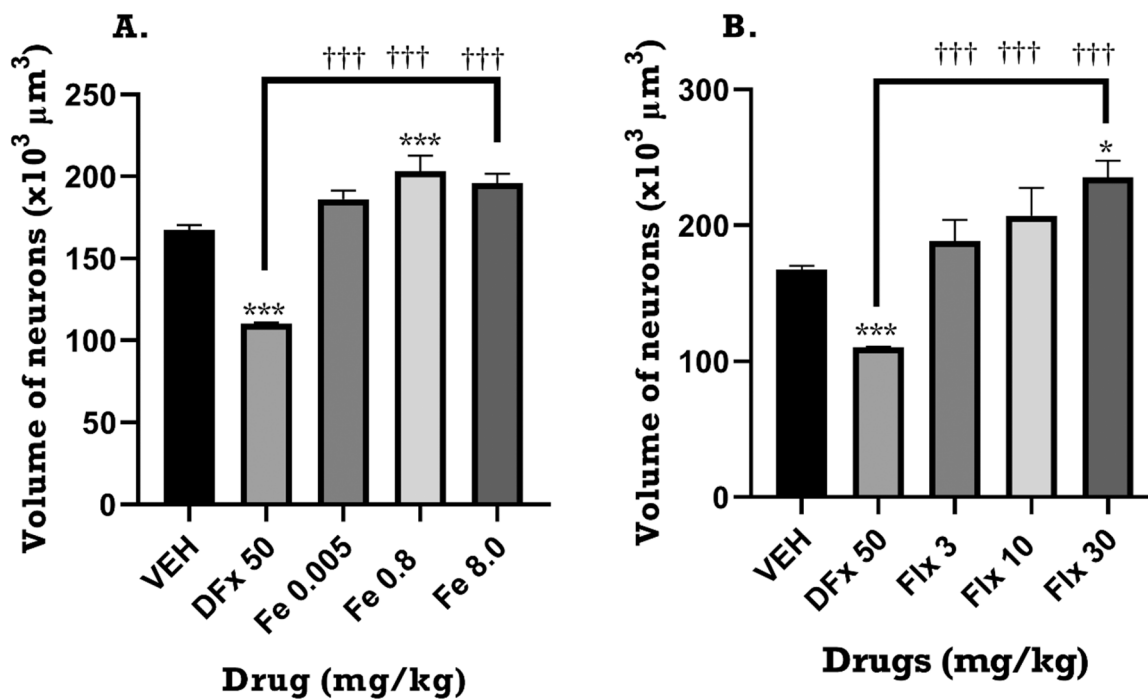 A.
††† ††† †††
Volume of neurons (x10³ µm³)
250
200
150
100
50
0
***
***
VEH
DFx 50
Fe 0.005
Fe 0.8
Fe 8.0
Drug (mg/kg)
B.
††† ††† †††
Volume of neurons (x10³ µm³)
300
200
100
0
***
*
VEH
DFx 50
Flx 3
Flx 10
Flx 30
Drugs (mg/kg)